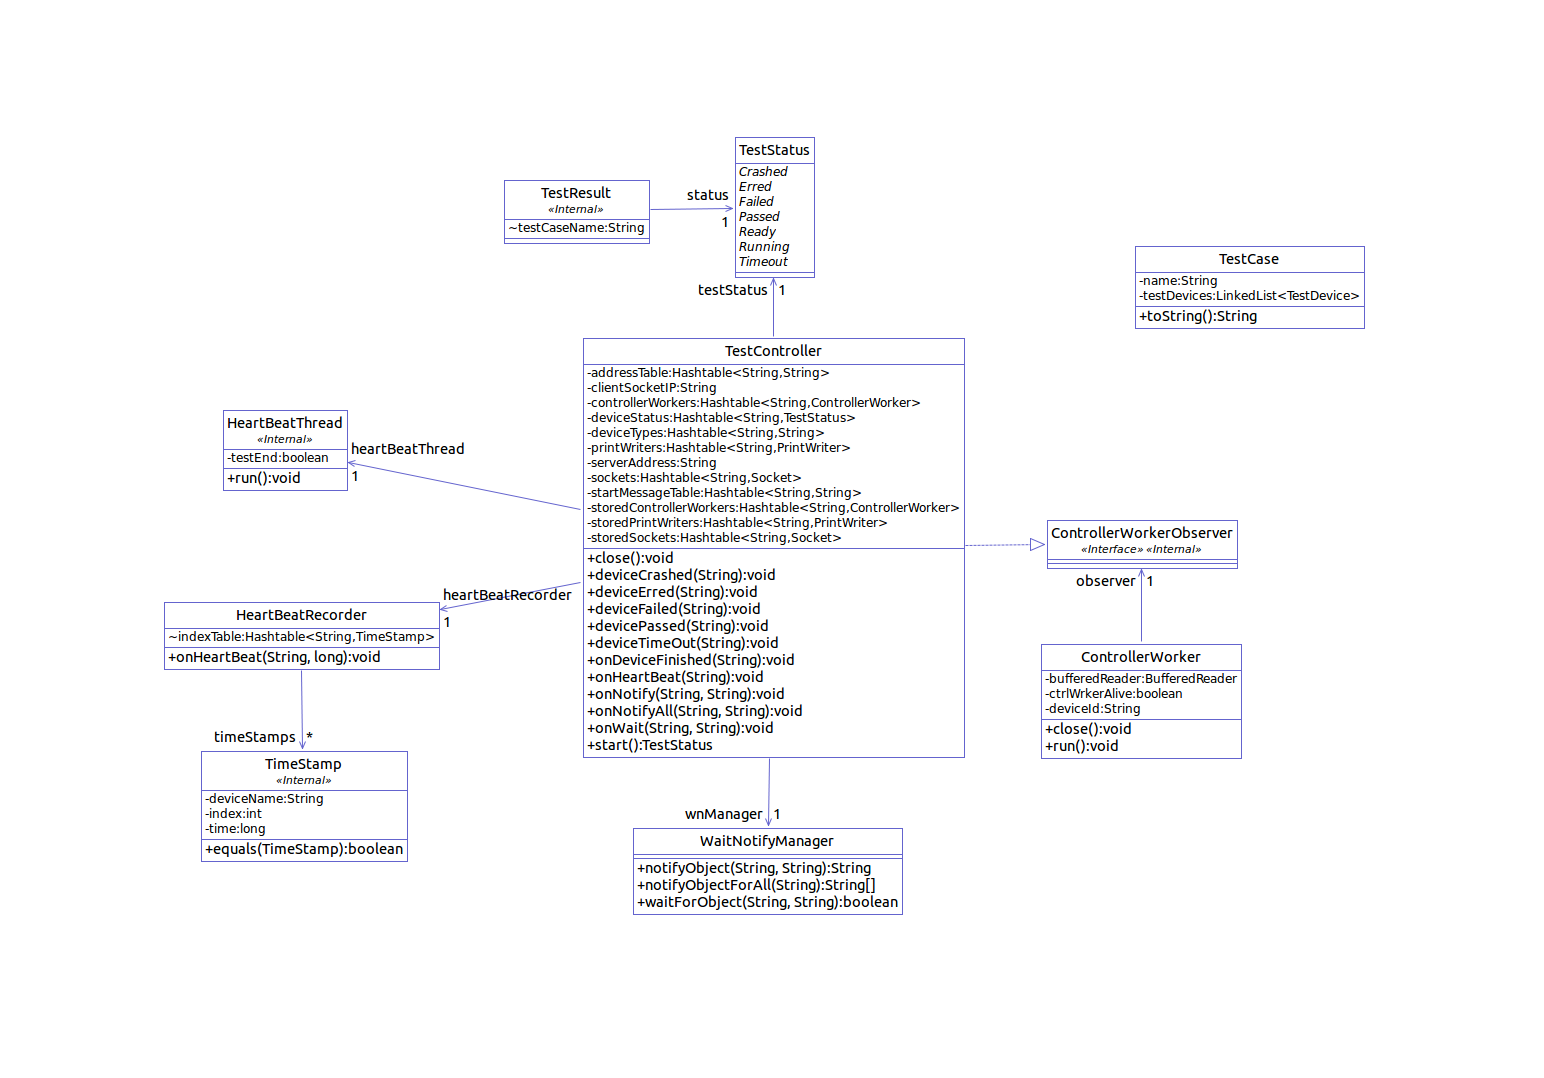 TestStatus
Crashed
Erred
Failed
Passed
Ready
Running
Timeout
TestResult
«Internal»
~testCaseName:String
status
1
testStatus
1
TestCase
-name:String
-testDevices:LinkedList<TestDevice>
+toString():String
TestController
-addressTable:Hashtable<String,String>
-clientSocketIP:String
-controllerWorkers:Hashtable<String,ControllerWorker>
-deviceStatus:Hashtable<String,TestStatus>
-deviceTypes:Hashtable<String,String>
-printWriters:Hashtable<String,PrintWriter>
-serverAddress:String
-sockets:Hashtable<String,Socket>
-startMessageTable:Hashtable<String,String>
-storedControllerWorkers:Hashtable<String,ControllerWorker>
-storedPrintWriters:Hashtable<String,PrintWriter>
-storedSockets:Hashtable<String,Socket>
+close():void
+deviceCrashed(String):void
+deviceErred(String):void
+deviceFailed(String):void
+devicePassed(String):void
+deviceTimeOut(String):void
+onDeviceFinished(String):void
+onHeartBeat(String):void
+onNotify(String, String):void
+onNotifyAll(String, String):void
+onWait(String, String):void
+start():TestStatus
HeartBeatThread
«Internal»
-testEnd:boolean
+run():void
heartBeatThread
1
ControllerWorkerObserver
«Interface» «Internal»
observer
1
ControllerWorker
-bufferedReader:BufferedReader
-ctrlWrkerAlive:boolean
-deviceId:String
+close():void
+run():void
heartBeatRecorder
1
HeartBeatRecorder
~indexTable:Hashtable<String,TimeStamp>
+onHeartBeat(String, long):void
timeStamps
*
TimeStamp
«Internal»
-deviceName:String
-index:int
-time:long
+equals(TimeStamp):boolean
wnManager
1
WaitNotifyManager
+notifyObject(String, String):String
+notifyObjectForAll(String):String[]
+waitForObject(String, String):boolean